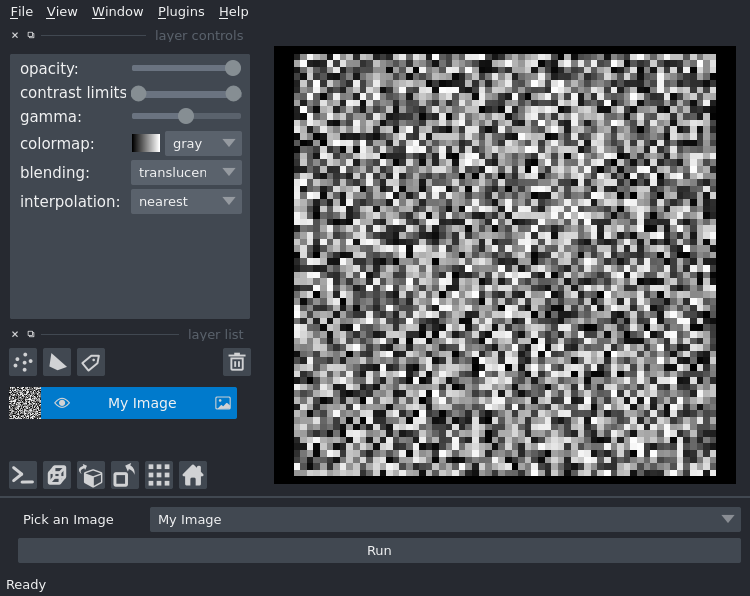 File View Window Plugins Help
layer controls
opacity:
contrast limits
gamma:
colormap: gray
blending: translucen
interpolation: nearest
layer list
My Image
Pick an Image My Image
Run
Ready